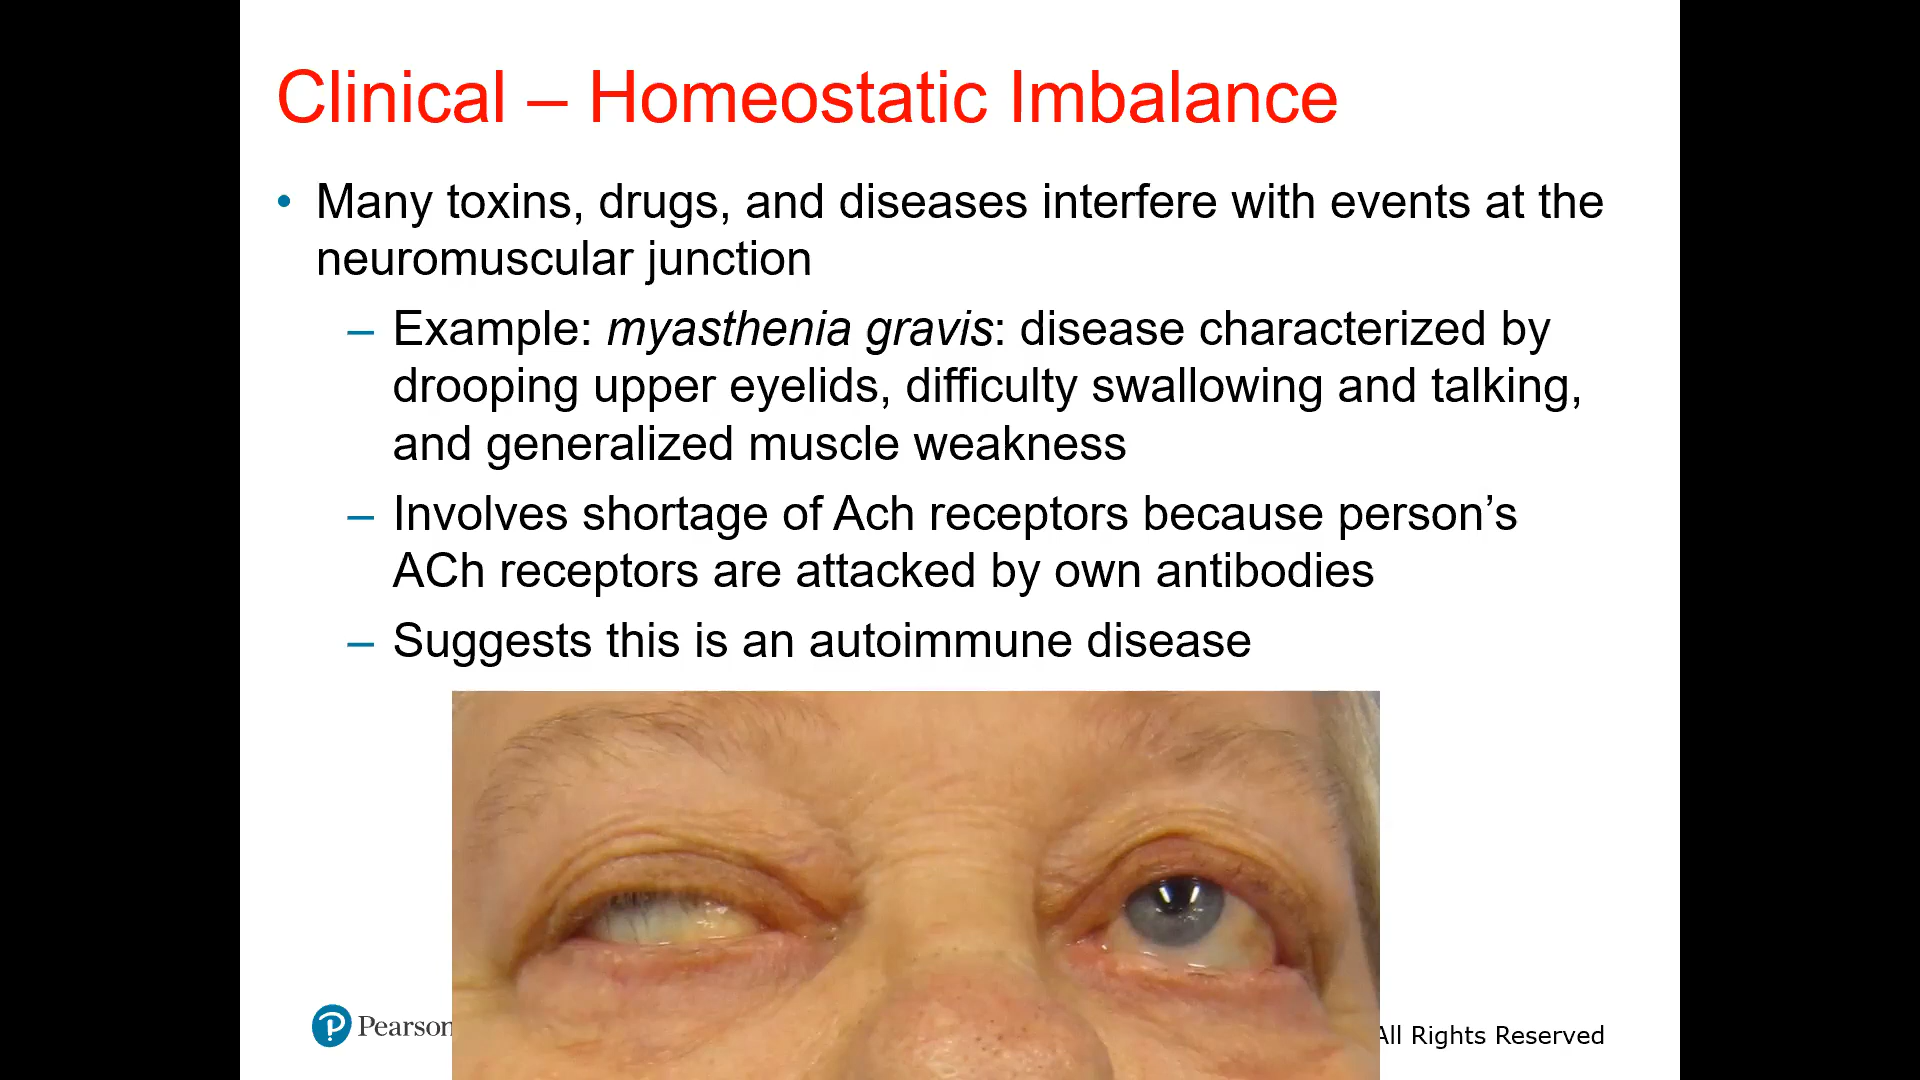 Clinical – Homeostatic Imbalance
• Many toxins, drugs, and diseases interfere with events at the
neuromuscular junction
– Example: myasthenia gravis: disease characterized by
drooping upper eyelids, difficulty swallowing and talking,
and generalized muscle weakness
– Involves shortage of Ach receptors because person’s
ACh receptors are attacked by own antibodies
– Suggests this is an autoimmune disease
Pearson
All Rights Reserved